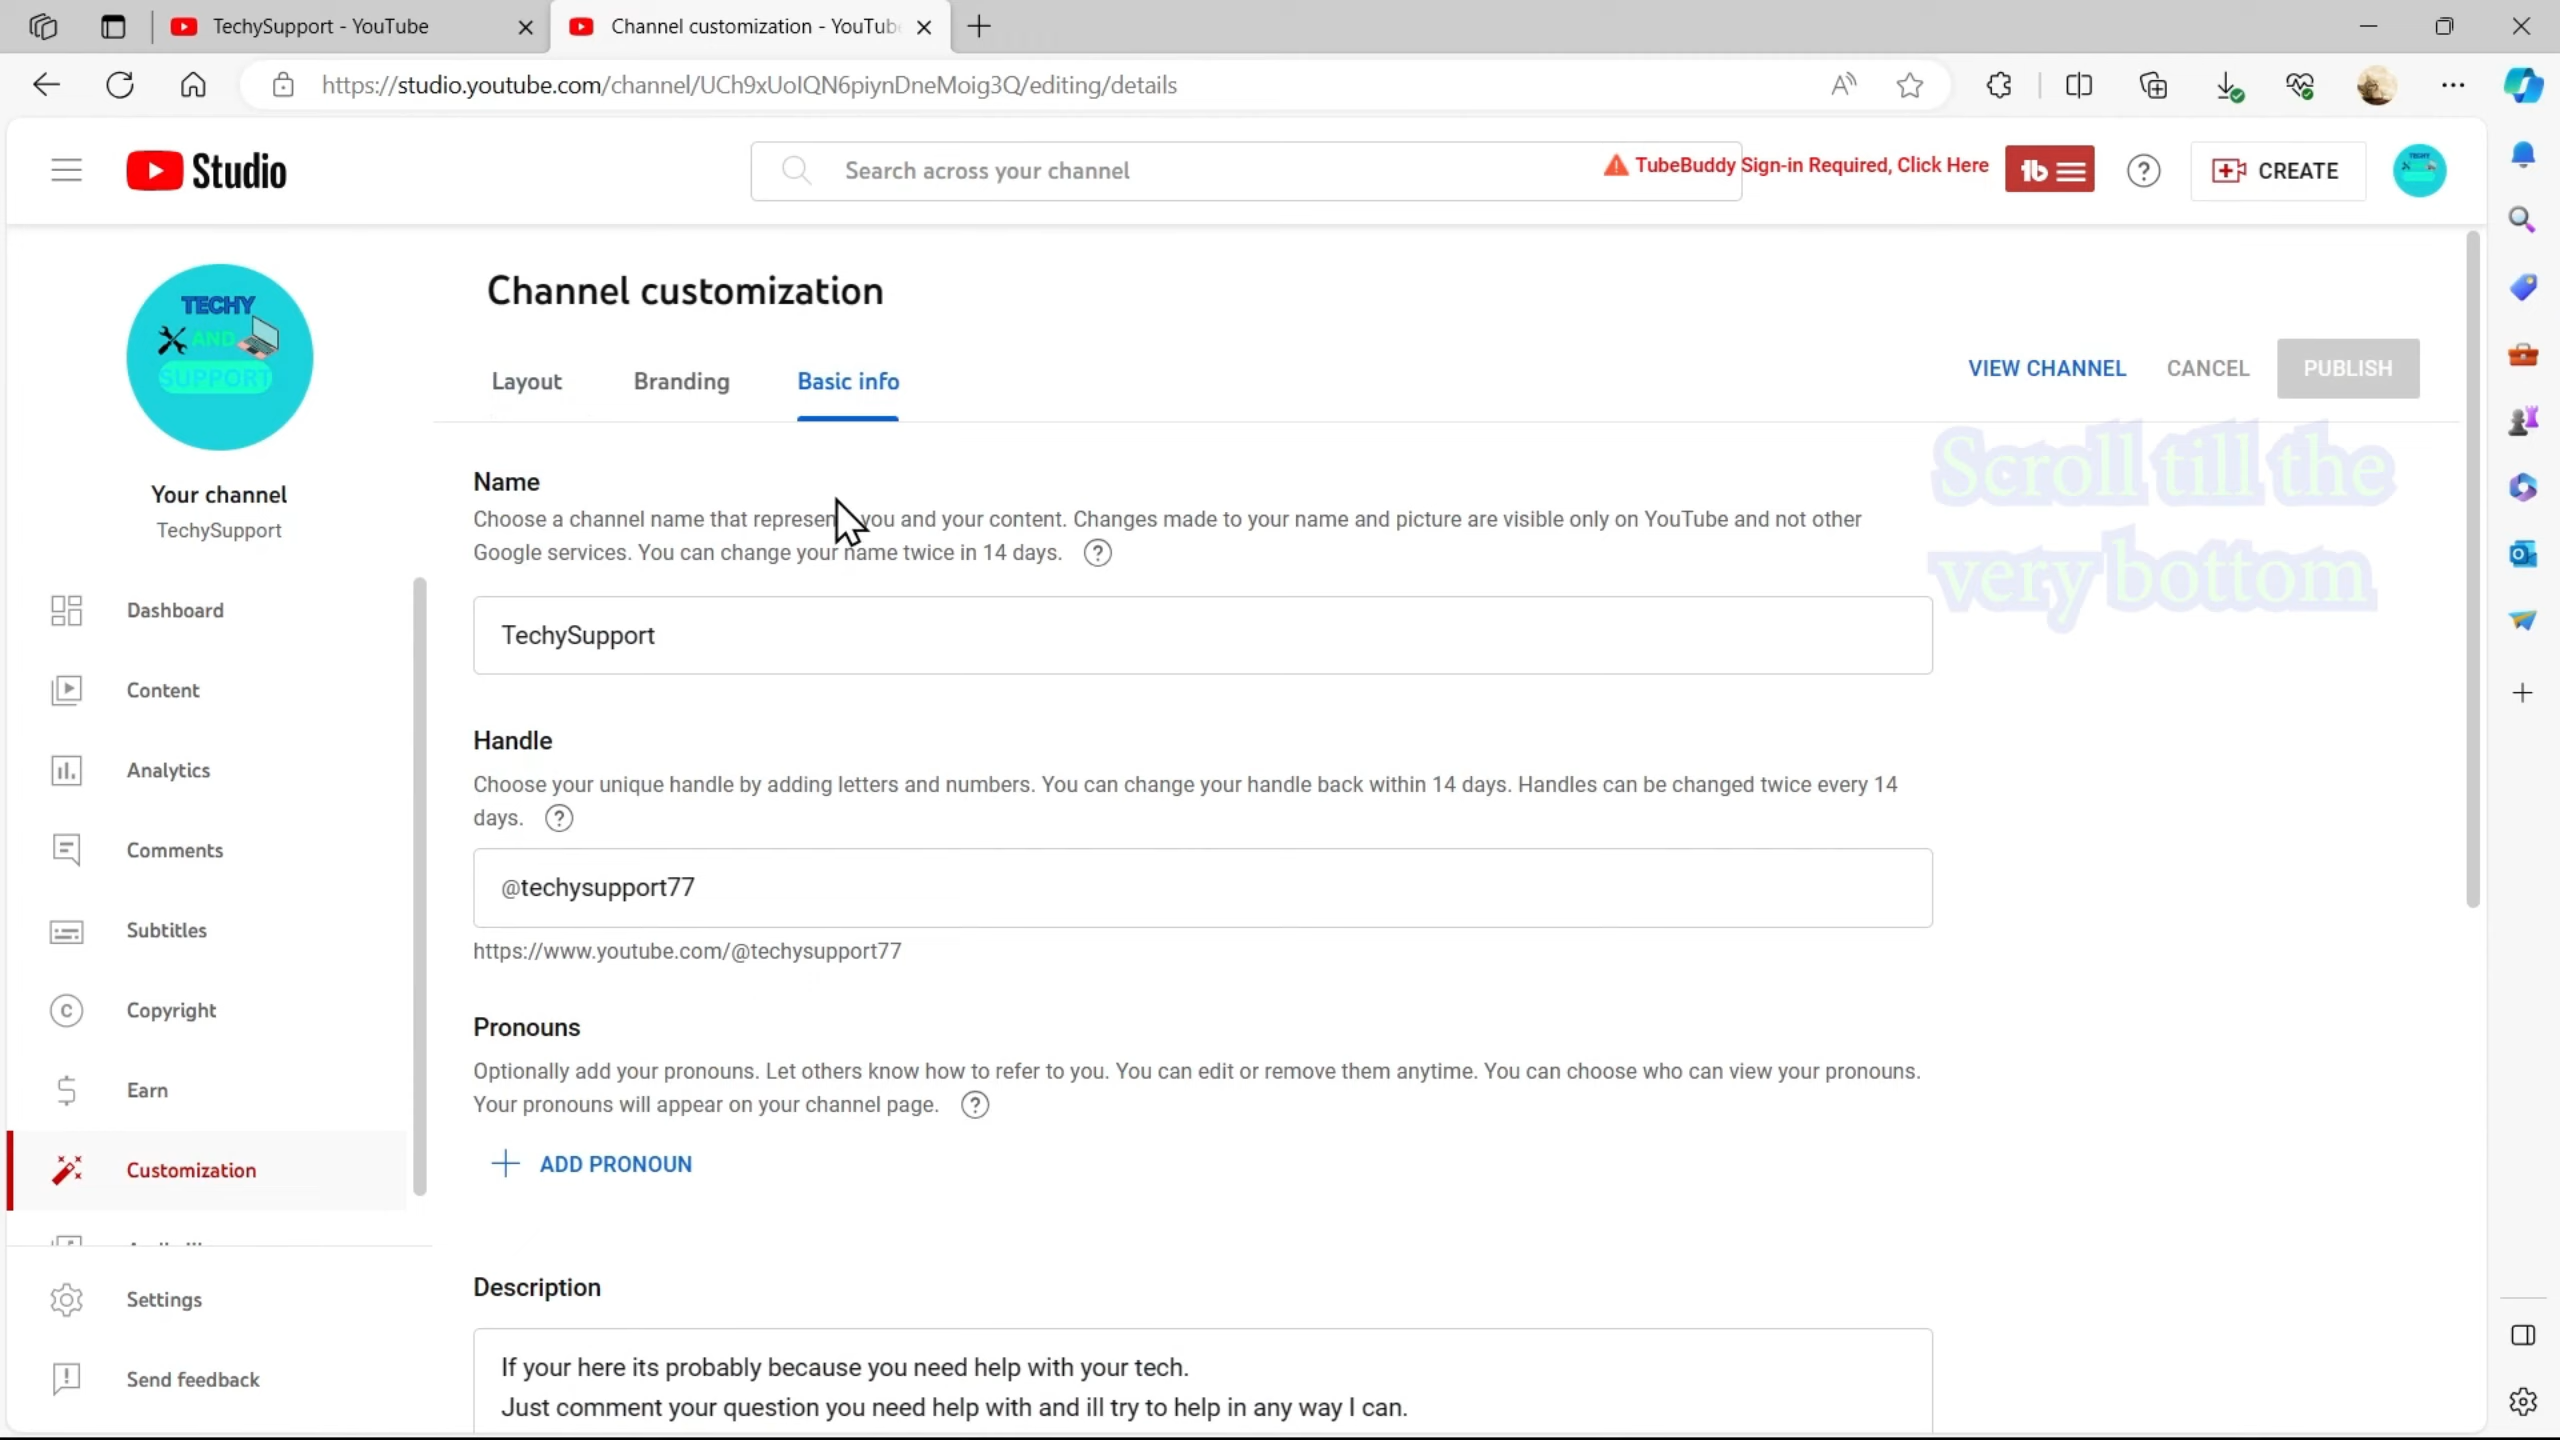 TechySupport - YouTube
Channel customization - YouTub
https://studio.youtube.com/channel/UCh9xUoIQN6piynDneMoig3Q/editing/details
Studio
Search across your channel
TubeBuddy Sign-in Required, Click Here
tb
CREATE
TECHY
AND
SUPPORT
Your channel
TechySupport
Dashboard
Content
Analytics
Comments
Subtitles
Copyright
Earn
Customization
Settings
Send feedback
Channel customization
Layout
Branding
Basic info
VIEW CHANNEL
CANCEL
PUBLISH
Scroll till the
very bottom
Name
Choose a channel name that represen you and your content. Changes made to your name and picture are visible only on YouTube and not other
Google services. You can change your name twice in 14 days.
TechySupport
Handle
Choose your unique handle by adding letters and numbers. You can change your handle back within 14 days. Handles can be changed twice every 14
days.
@techysupport77
https://www.youtube.com/@techysupport77
Pronouns
Optionally add your pronouns. Let others know how to refer to you. You can edit or remove them anytime. You can choose who can view your pronouns.
Your pronouns will appear on your channel page.
ADD PRONOUN
Description
If your here its probably because you need help with your tech.
Just comment your question you need help with and ill try to help in any way I can.